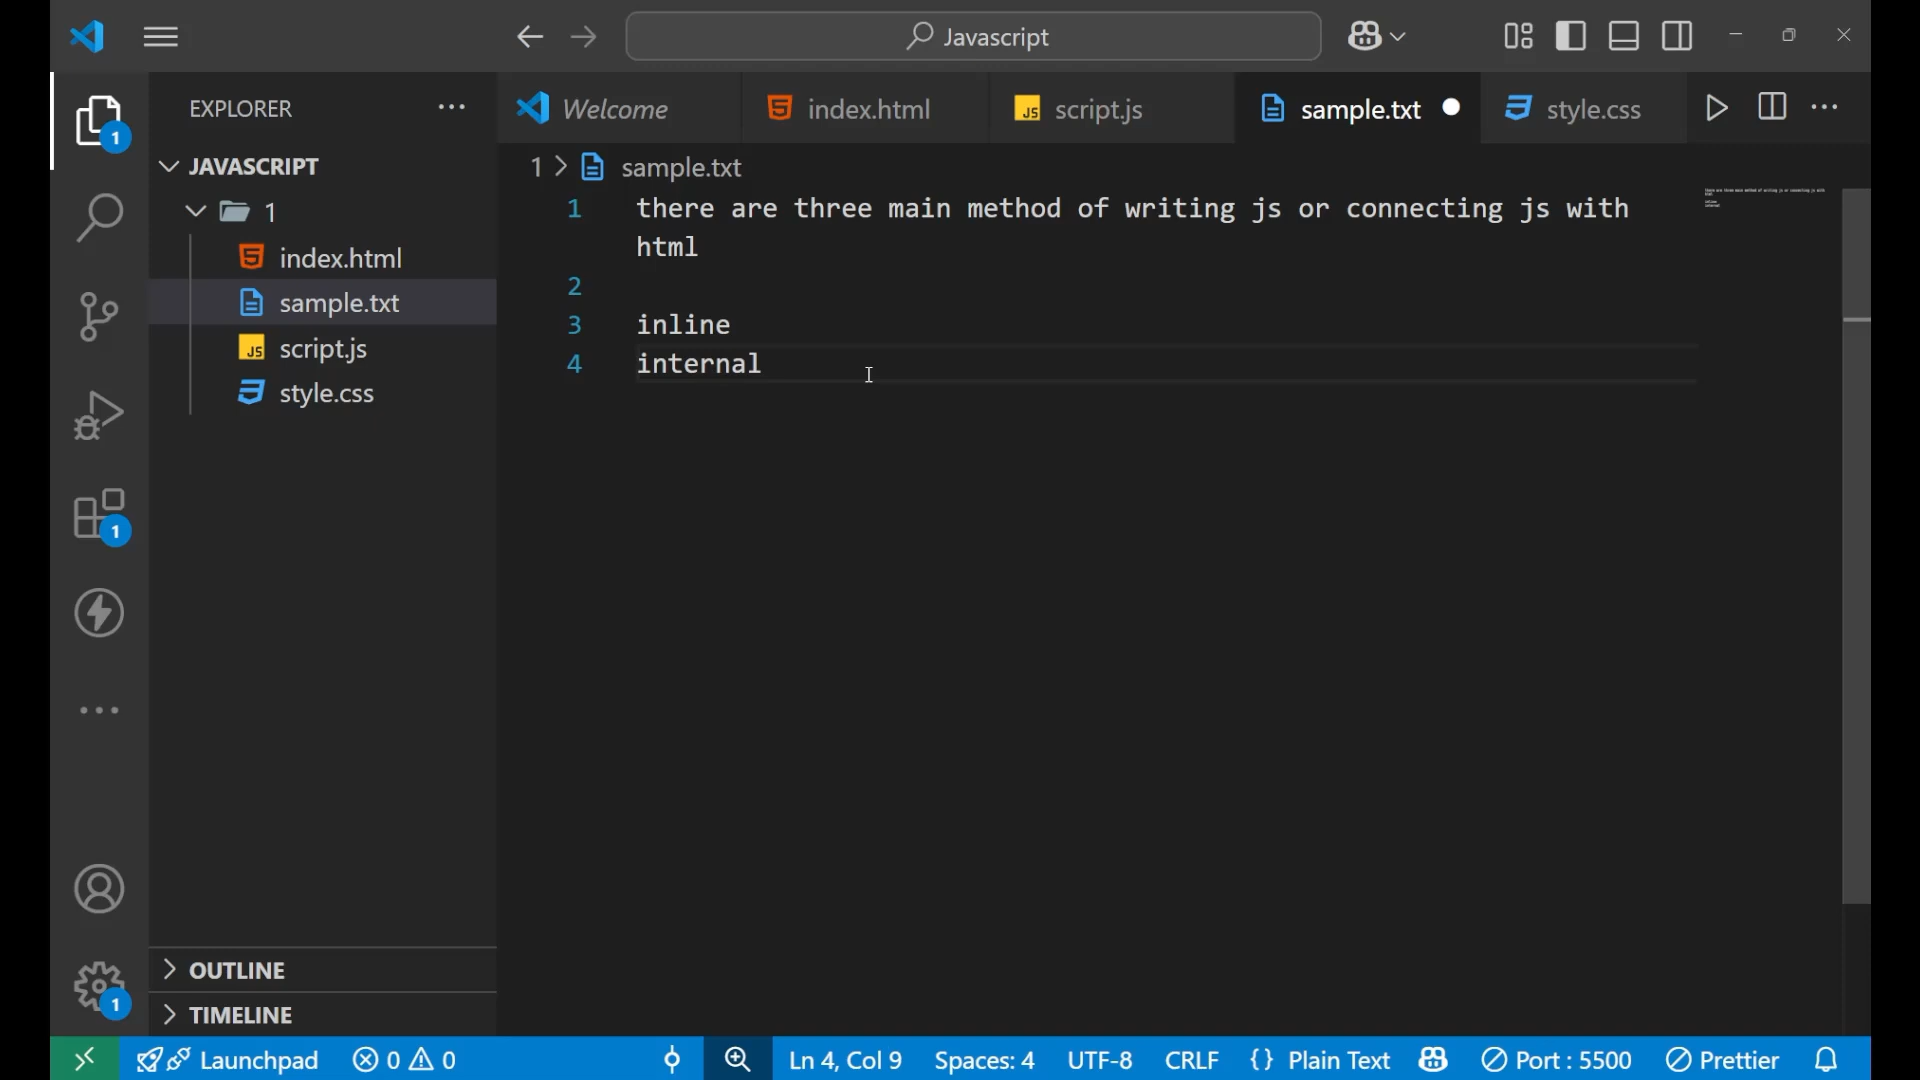 Javascript
EXPLORER
Welcome
index.html
script.js
sample.txt
style.css
JAVASCRIPT
1
index.html
sample.txt
script.js
style.css
1 > sample.txt
1 there are three main method of writing js or connecting js with
html
2
3 inline
4 internal
1
1
1
OUTLINE
TIMELINE
Launchpad 0 0 Ln 4, Col 9 Spaces: 4 UTF-8 CRLF {} Plain Text Port : 5500 Prettier